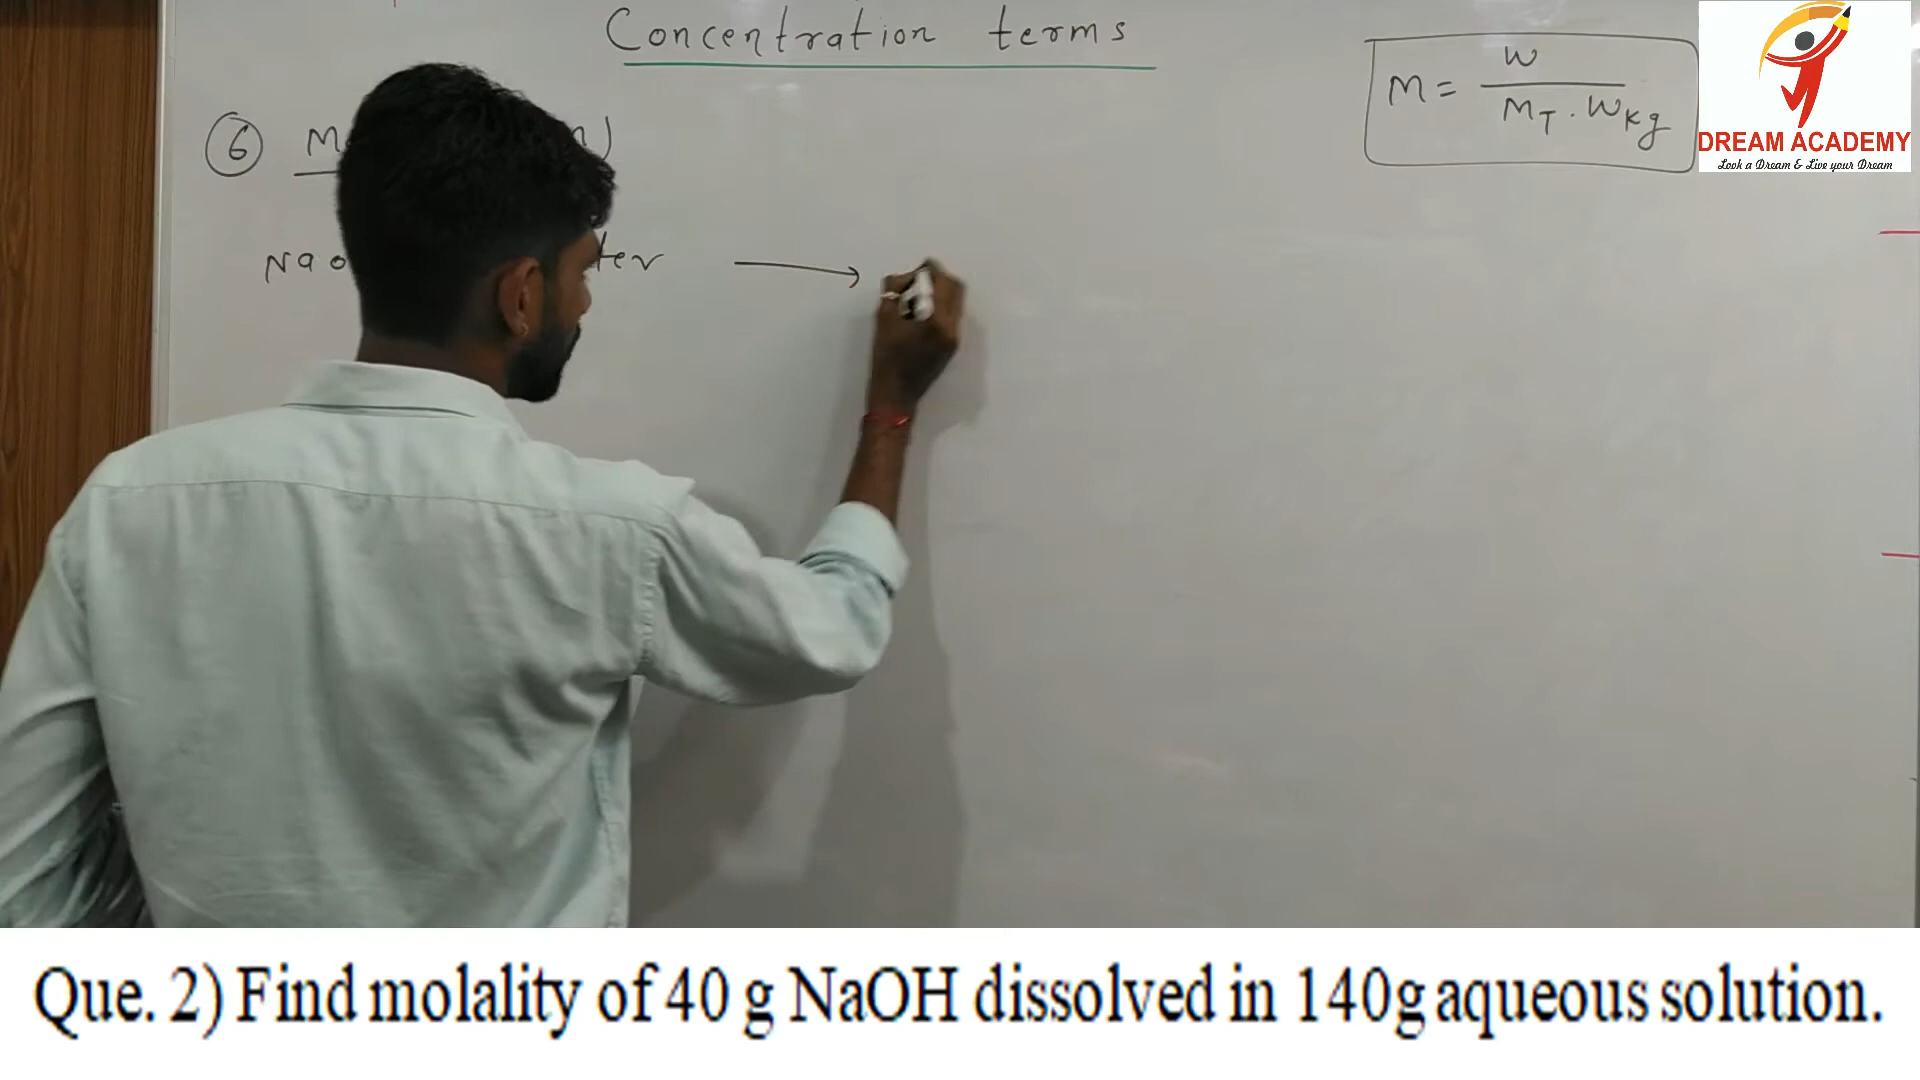 Concentration terms
M = w / M_T . W_Kg
DREAM ACADEMY
Look a Dream & Live your Dream
6
Nao
ter →
Que. 2) Find molality of 40 g NaOH dissolved in 140g aqueous solution.